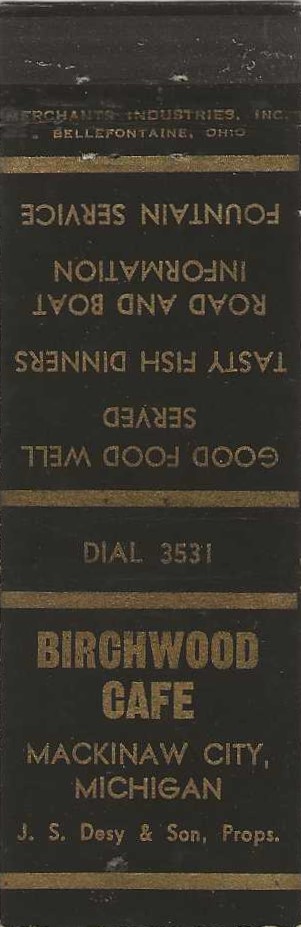 MERCHANTS INDUSTRIES, INC.
BELLEFONTAINE, OHIO
GOOD FOOD WELL
SERVED
TASTY FISH DINNERS
ROAD AND BOAT
INFORMATION
FOUNTAIN SERVICE
DIAL 3531
BIRCHWOOD
CAFE
MACKINAW CITY,
MICHIGAN
J. S. Desy & Son, Props.